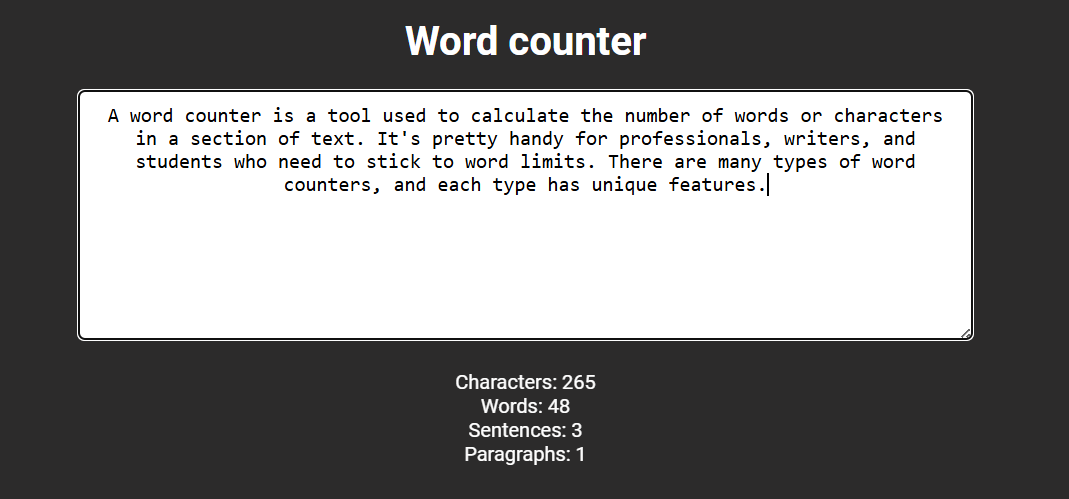 Word counter
A word counter is a tool used to calculate the number of words or characters
in a section of text. It's pretty handy for professionals, writers, and
students who need to stick to word limits. There are many types of word
counters, and each type has unique features.
Characters: 265
Words: 48
Sentences: 3
Paragraphs: 1